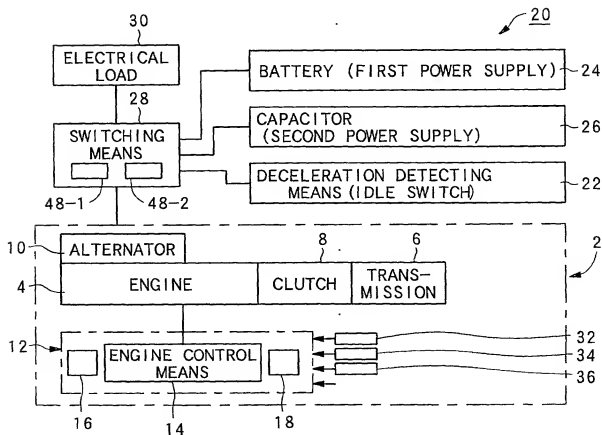 30
20
ELECTRICAL
LOAD
28
BATTERY (FIRST POWER SUPPLY)
24
SWITCHING
MEANS
CAPACITOR
(SECOND POWER SUPPLY)
26
48-1
48-2
DECELERATION DETECTING
MEANS (IDLE SWITCH)
22
10
ALTERNATOR
8
6
2
4
ENGINE
CLUTCH
TRANS-
MISSION
12
ENGINE CONTROL
MEANS
32
34
36
16
14
18